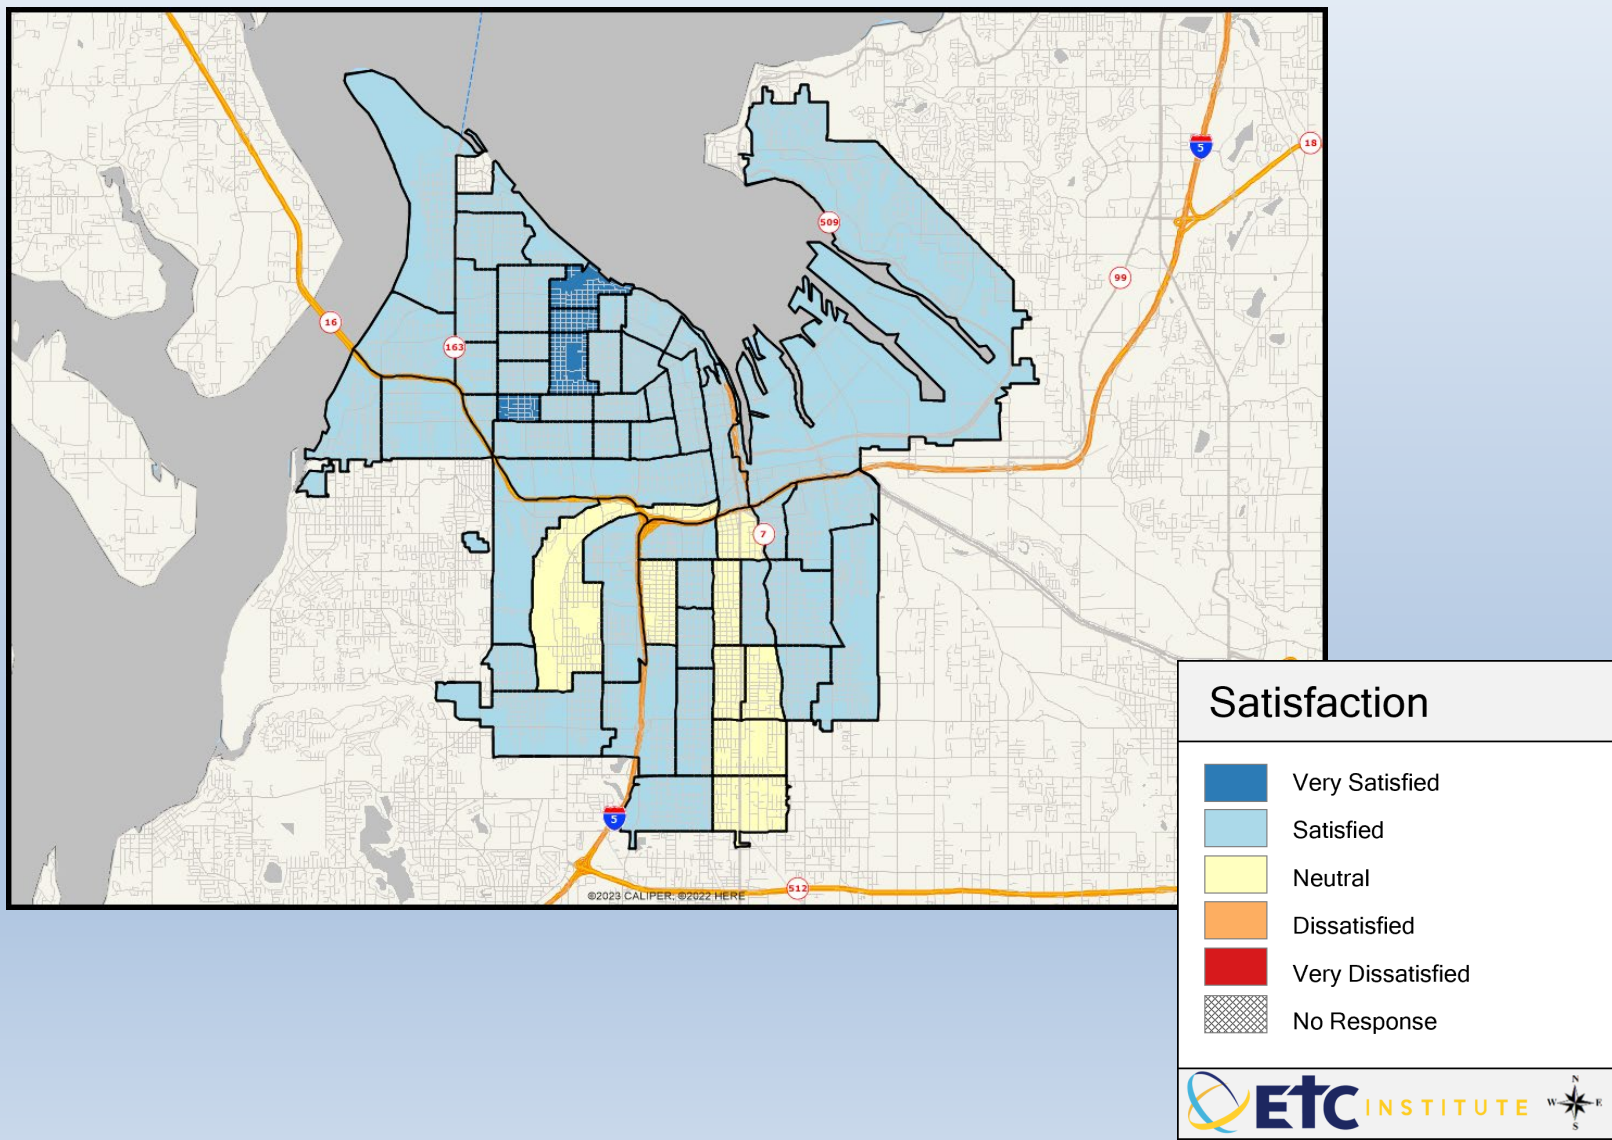 18
5
509
99
16
163
7
5
512
©2023 CALIPER; ©2022 HERE
Satisfaction
Very Satisfied
Satisfied
Neutral
Dissatisfied
Very Dissatisfied
No Response
ETC INSTITUTE
N
W E
S